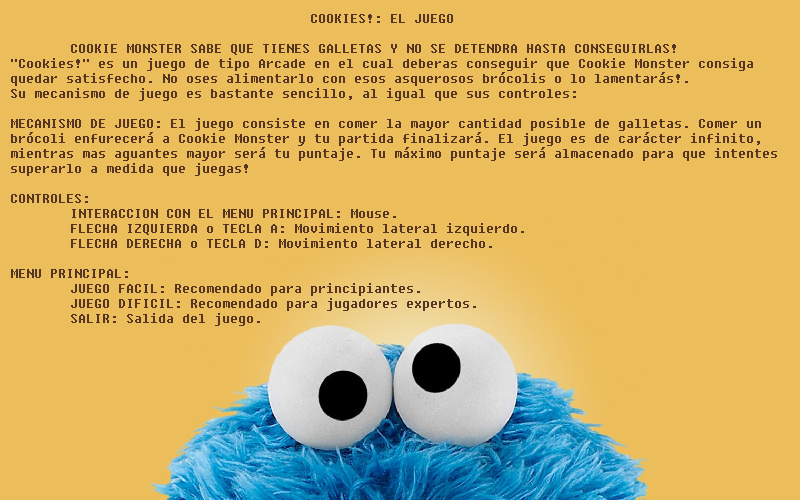 COOKIES!: EL JUEGO
COOKIE MONSTER SABE QUE TIENES GALLETAS Y NO SE DETENDRA HASTA CONSEGUIRLAS!
"Cookies!" es un juego de tipo Arcade en el cual deberas conseguir que Cookie Monster consiga
quedar satisfecho. No oses alimentarlo con esos asquerosos brócolis o lo lamentarás!.
Su mecanismo de juego es bastante sencillo, al igual que sus controles:
MECANISMO DE JUEGO: El juego consiste en comer la mayor cantidad posible de galletas. Comer un
brócoli enfurecerá a Cookie Monster y tu partida finalizará. El juego es de carácter infinito,
mientras mas aguantes mayor será tu puntaje. Tu máximo puntaje será almacenado para que intentes
superarlo a medida que juegas!
CONTROLES:
INTERACCION CON EL MENU PRINCIPAL: Mouse.
FLECHA IZQUIERDA o TECLA A: Movimiento lateral izquierdo.
FLECHA DERECHA o TECLA D: Movimiento lateral derecho.
MENU PRINCIPAL:
JUEGO FACIL: Recomendado para principiantes.
JUEGO DIFICIL: Recomendado para jugadores expertos.
SALIR: Salida del juego.